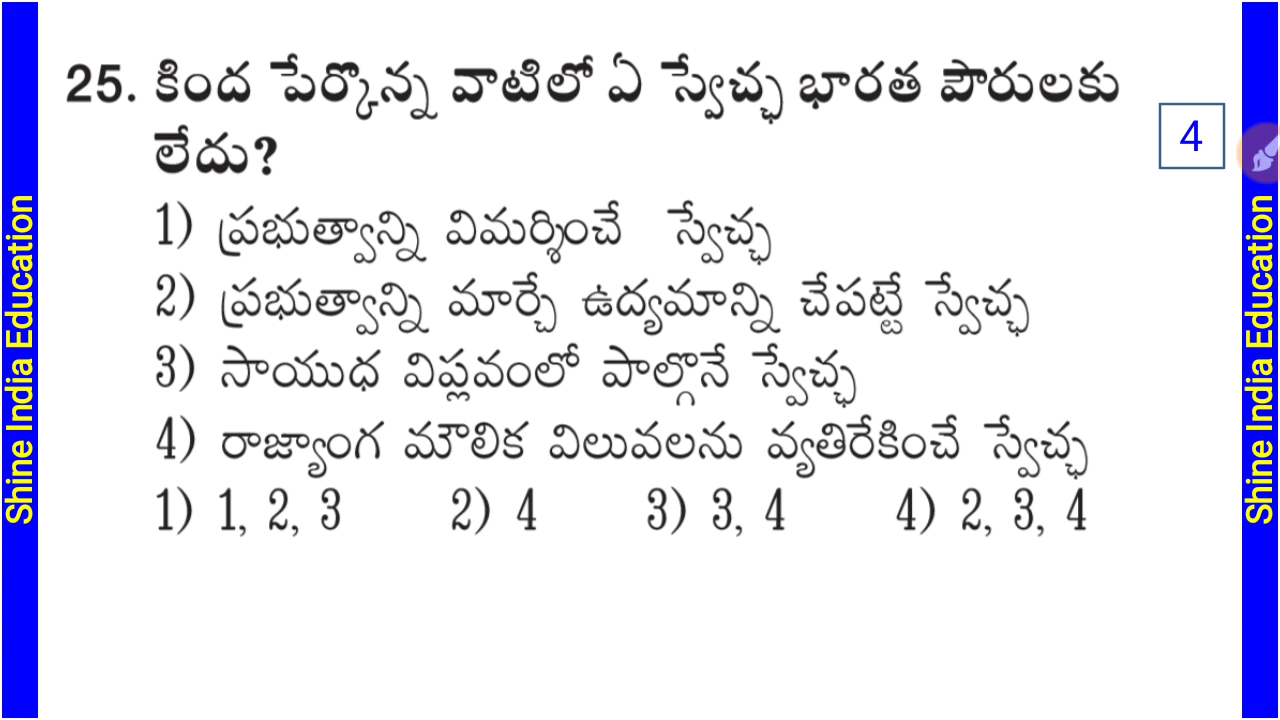 25. కింద పేర్కొన్న వాటిలో ఏ స్వేచ్ఛ భారత పౌరులకు
లేదు?
4
1) ప్రభుత్వాన్ని విమర్శించే స్వేచ్ఛ
2) ప్రభుత్వాన్ని మార్చే ఉద్యమాన్ని చేపట్టే స్వేచ్ఛ
3) సాయుధ విప్లవంలో పాల్గొనే స్వేచ్ఛ
4) రాజ్యాంగ మౌలిక విలువలను వ్యతిరేకించే స్వేచ్ఛ
1) 1, 2, 3 2) 4 3) 3, 4 4) 2, 3, 4
Shine India Education
Shine India Education